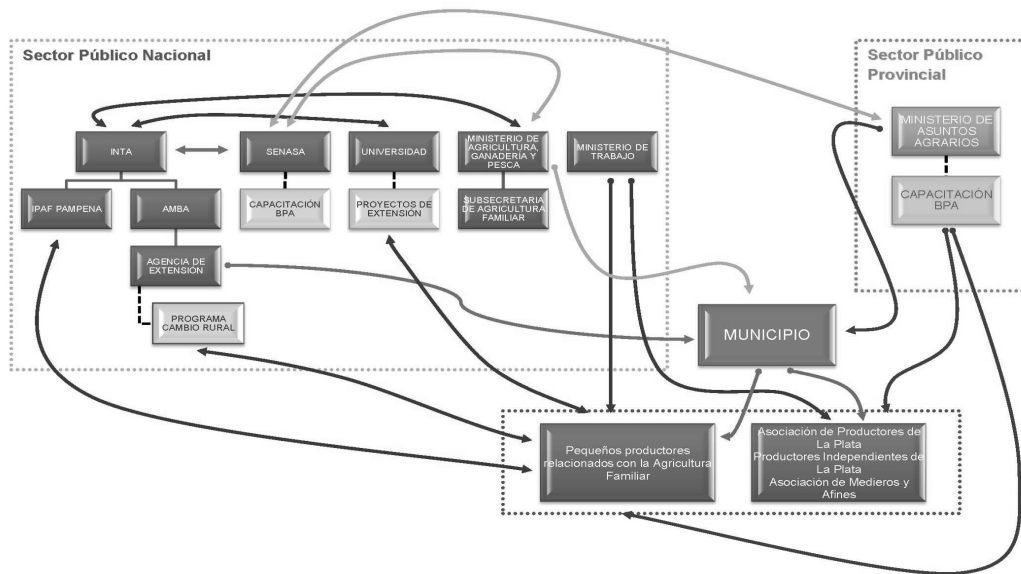 Sector Público Nacional
Sector Público
Provincial
INTA
SENASA
UNIVERSIDAD
MINISTERIO DE
AGRICULTURA,
GANADERÍA Y
PESCA
MINISTERIO DE
TRABAJO
MINISTERIO DE
ASUNTOS
AGRARIOS
IPAF PAMPENA
AMBA
CAPACITACIÓN
BPA
PROYECTOS DE
EXTENSIÓN
SUBSECRETARIA
DE AGRICULTURA
FAMILIAR
CAPACITACIÓN
BPA
AGENCIA DE
EXTENSIÓN
PROGRAMA
CAMBIO RURAL
MUNICIPIO
Pequeños productores
relacionados con la Agricultura
Familiar
Asociación de Productores de
La Plata
Productores Independientes de
La Plata
Asociación de Medieros y
Afines